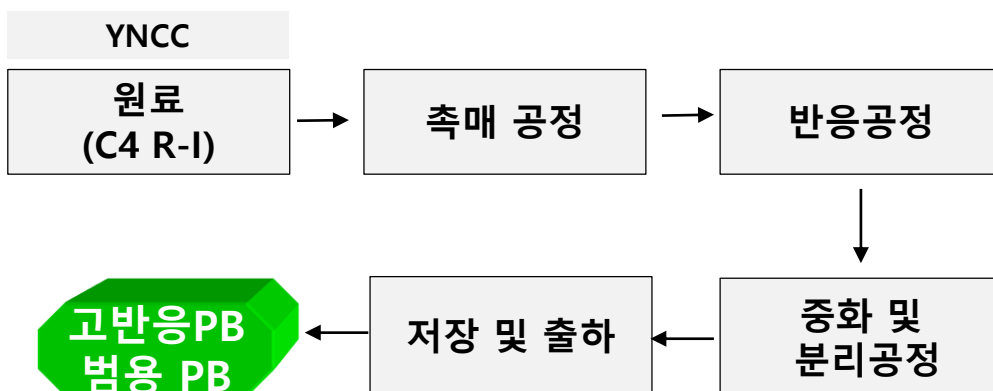 YNCC
원료
(C4 R-I)
촉매 공정
반응공정
중화 및
분리공정
저장 및 출하
고반응PB
범용 PB